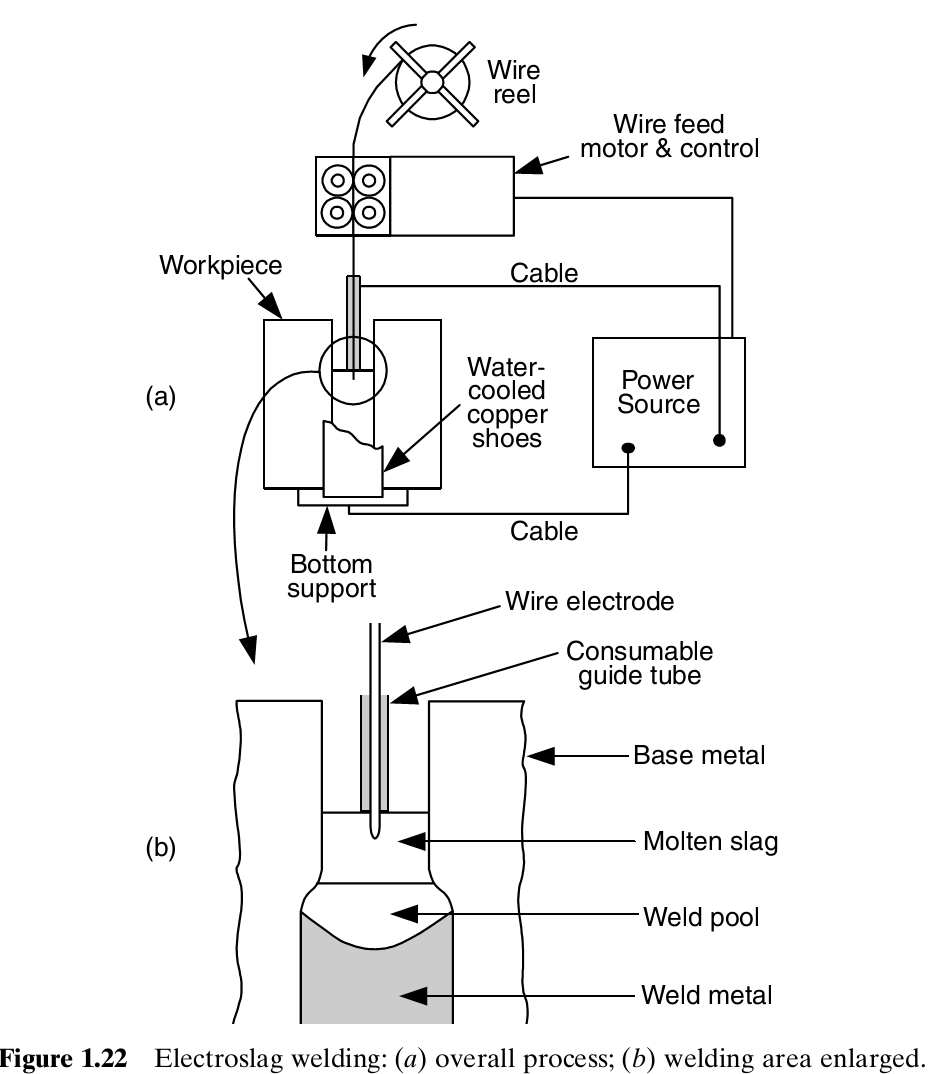 Wire
reel
Wire feed
motor & control
Workpiece
Cable
Water-
cooled
copper
shoes
Power
Source
(a)
Cable
Bottom
support
Wire electrode
Consumable
guide tube
Base metal
(b)
Molten slag
Weld pool
Weld metal
Figure 1.22 Electroslag welding: (a) overall process; (b) welding area enlarged.